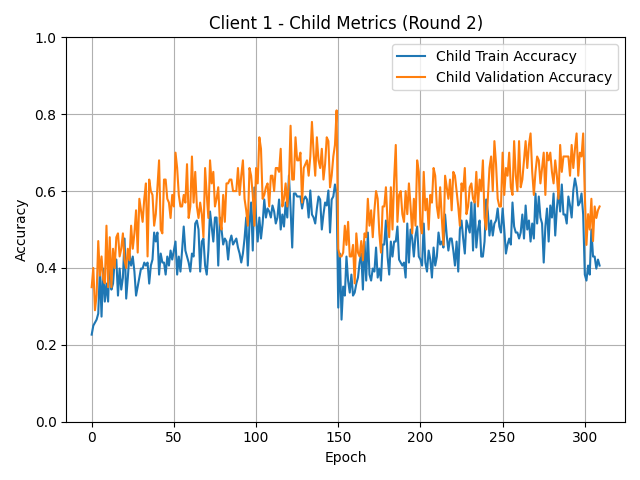 Client 1 - Child Metrics (Round 2)
Child Train Accuracy
Child Validation Accuracy
1.0
0.8
0.6
0.4
0.2
0.0
Accuracy
0 50 100 150 200 250 300
Epoch